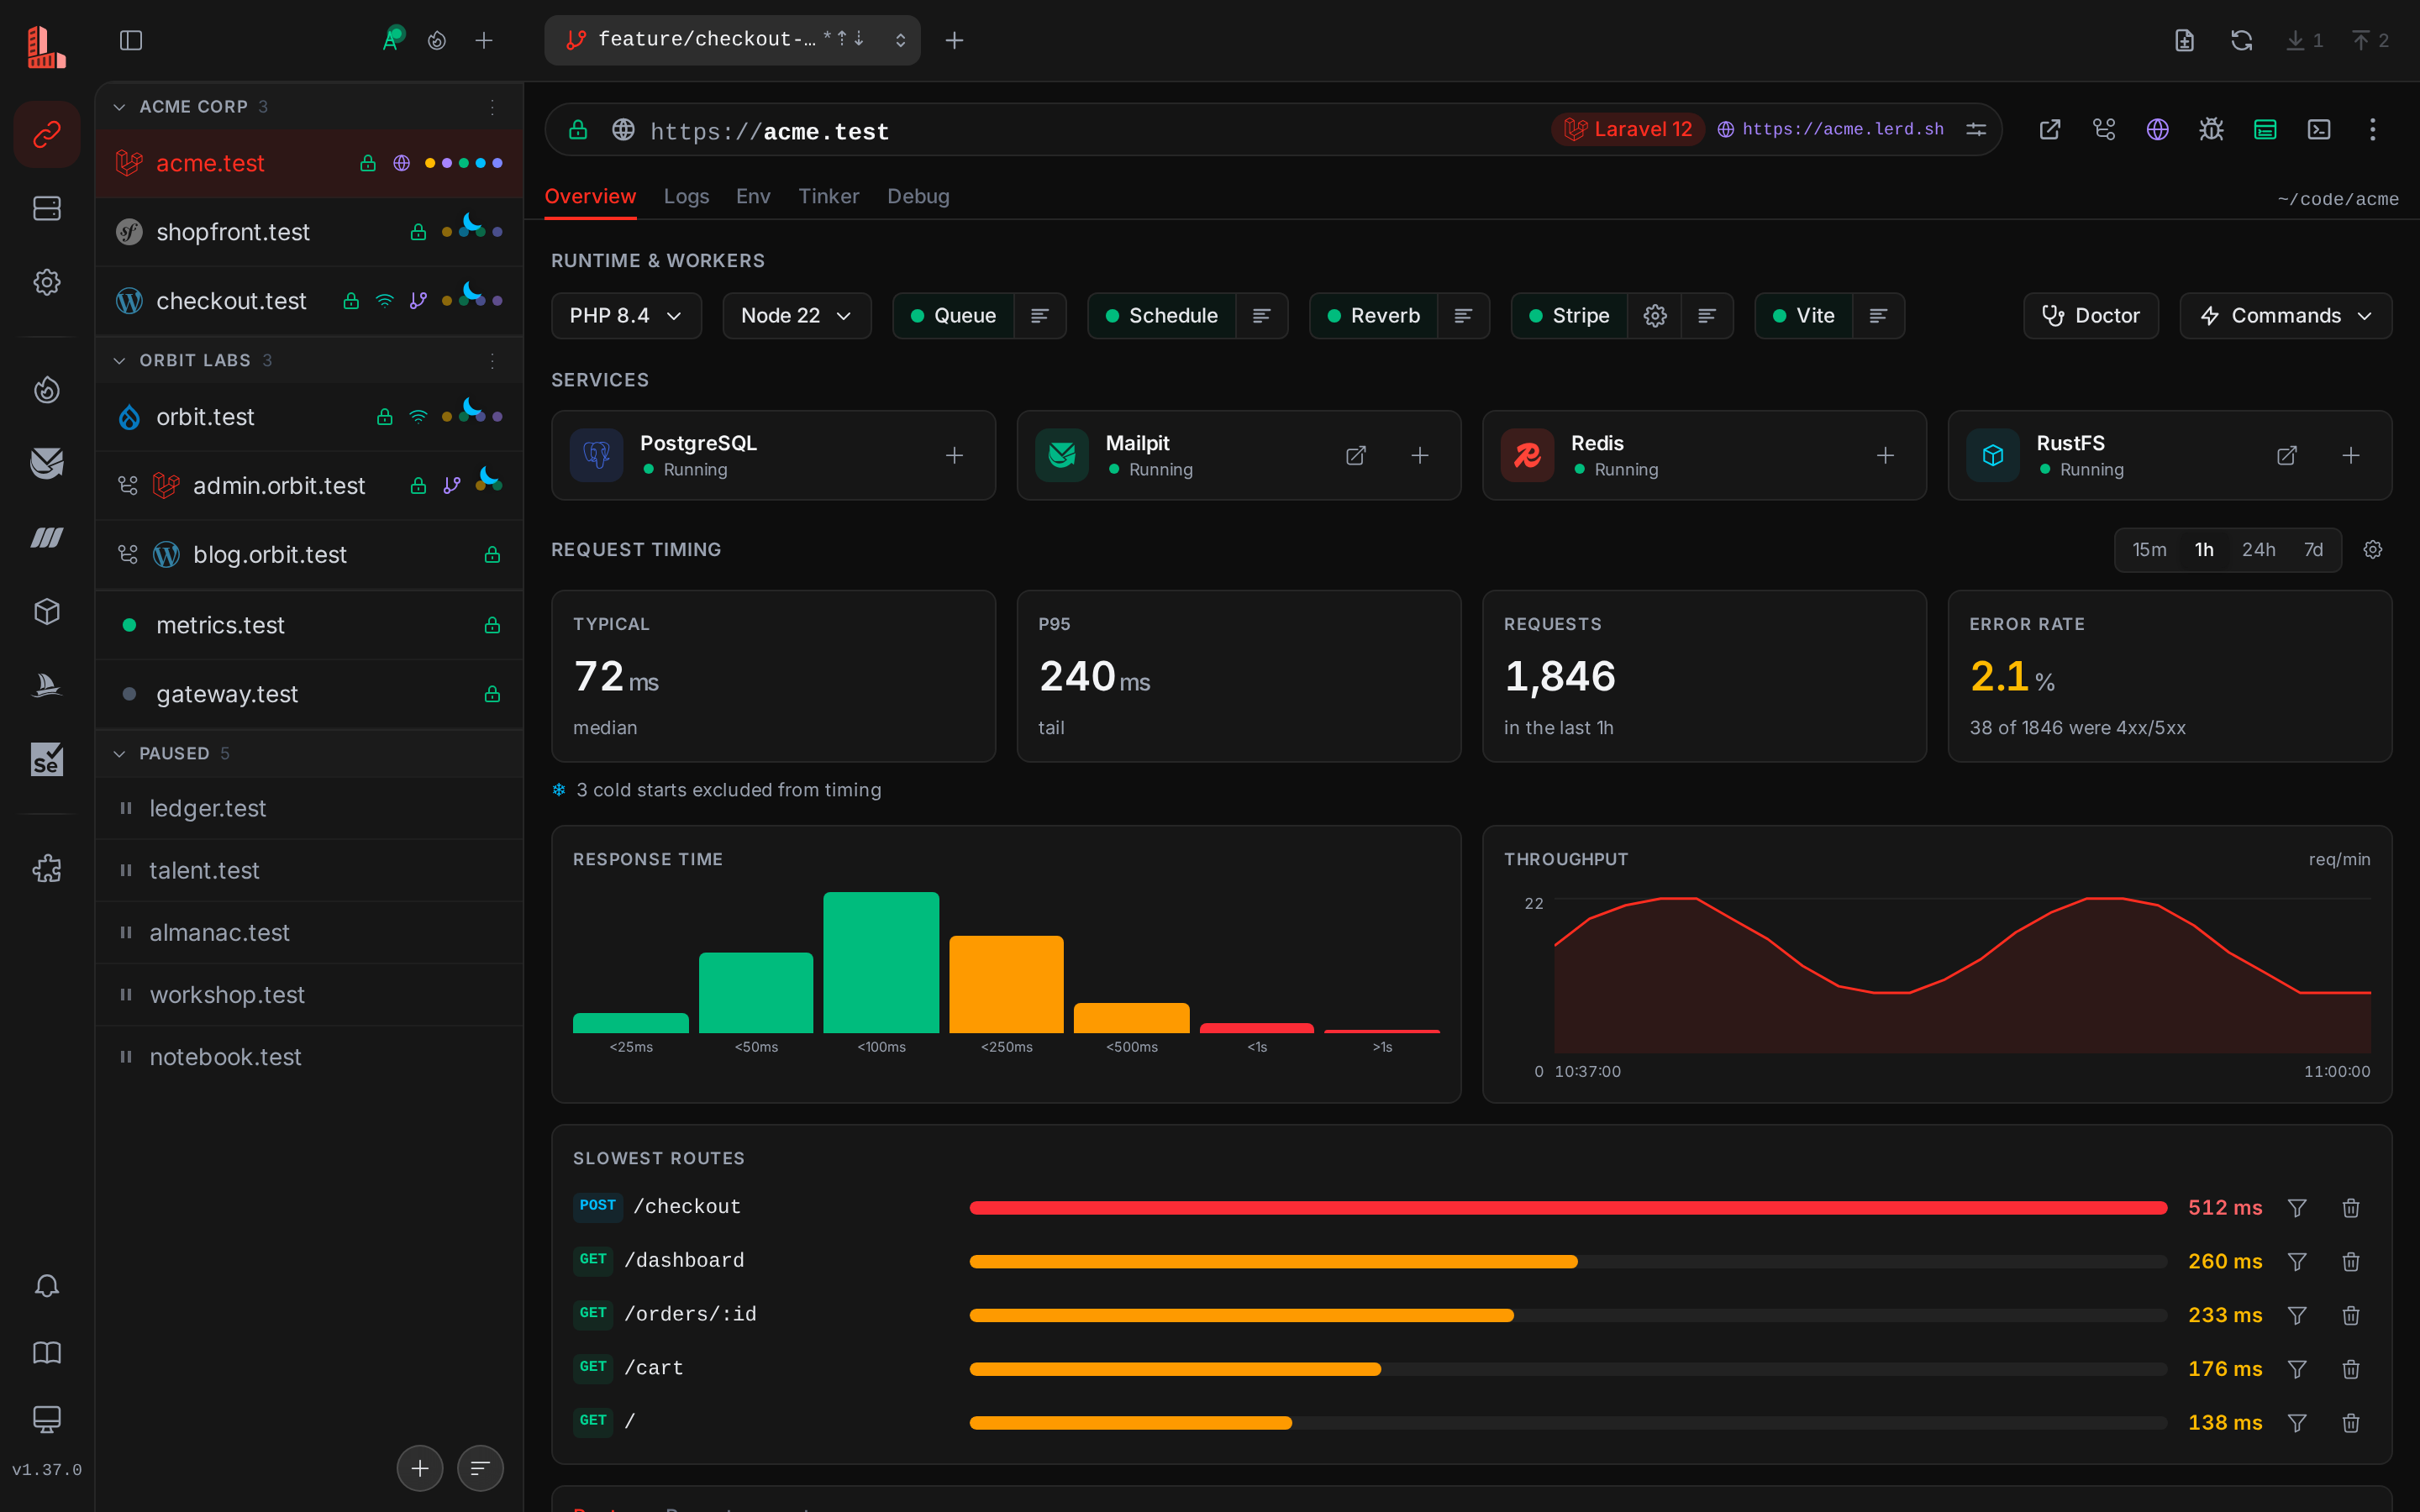 feature/checkout-…*↑↓
1
2
ACME CORP 3
acme.test
shopfront.test
checkout.test
ORBIT LABS 3
orbit.test
admin.orbit.test
blog.orbit.test
metrics.test
gateway.test
PAUSED 5
ledger.test
talent.test
almanac.test
workshop.test
notebook.test
Se
v1.37.0
https://acme.test
Laravel 12
https://acme.lerd.sh
Overview Logs Env Tinker Debug
~/code/acme
RUNTIME & WORKERS
PHP 8.4 Node 22 Queue Schedule Reverb Stripe Vite Doctor Commands
SERVICES
PostgreSQL
Running
Mailpit
Running
Redis
Running
RustFS
Running
REQUEST TIMING
15m 1h 24h 7d
TYPICAL
72 ms
median
P95
240 ms
tail
REQUESTS
1,846
in the last 1h
ERROR RATE
2.1 %
38 of 1846 were 4xx/5xx
3 cold starts excluded from timing
RESPONSE TIME
<25ms <50ms <100ms <250ms <500ms <1s >1s
THROUGHPUT req/min
22
0 10:37:00 11:00:00
SLOWEST ROUTES
POST /checkout 512 ms
GET /dashboard 260 ms
GET /orders/:id 233 ms
GET /cart 176 ms
GET / 138 ms